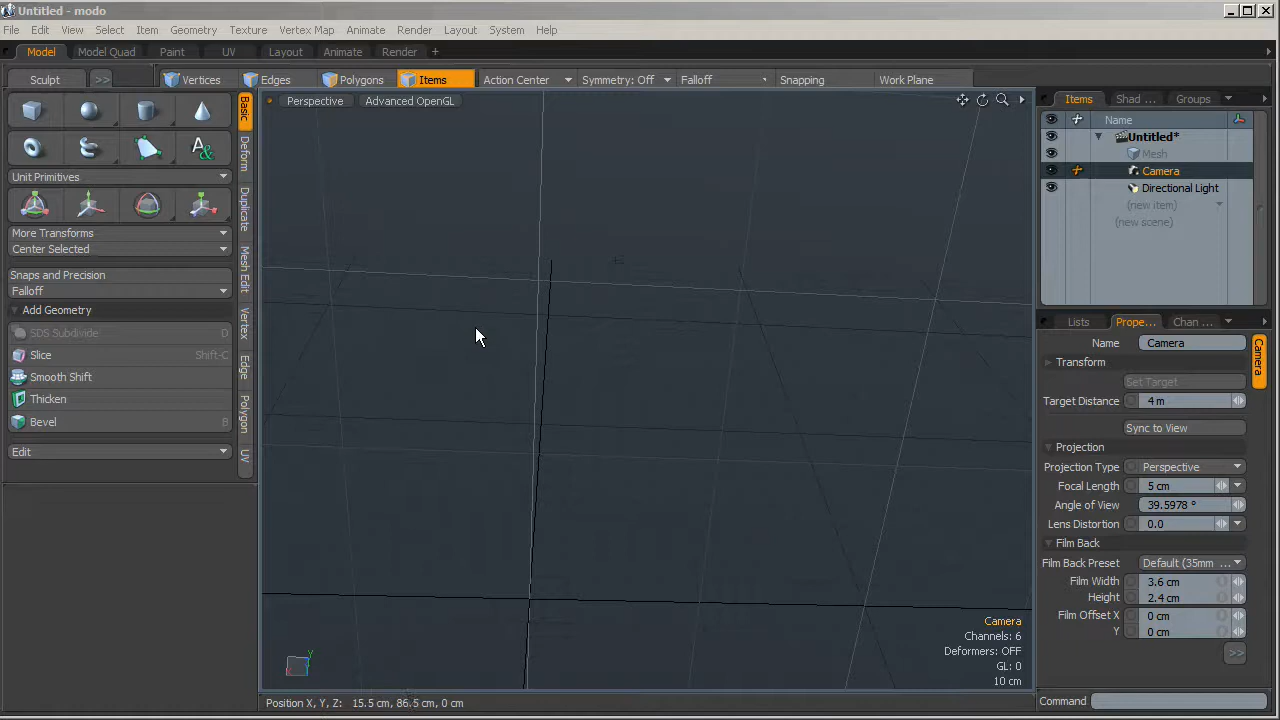 Untitled - modo
File Edit View Select Item Geometry Texture Vertex Map Animate Render Layout System Help
Model Model Quad Paint UV Layout Animate Render +
Sculpt >> Vertices Edges Polygons Items Action Center Symmetry: Off Falloff Snapping Work Plane
Perspective Advanced OpenGL
Basic
Deform
Duplicate
Mesh Edit
Vertex
Edge
Polygon
UV
Unit Primitives
More Transforms
Center Selected
Snaps and Precision
Falloff
Add Geometry
SDS Subdivide D
Slice Shift-C
Smooth Shift
Thicken
Bevel B
Edit
Camera
Channels: 6
Deformers: OFF
GL: 0
10 cm
Y
Position X, Y, Z: 15.5 cm, 86.5 cm, 0 cm
Items Shad ... Groups
Name
Untitled*
Mesh
Camera
Directional Light
(new item)
(new scene)
Lists Prope... Chan ...
Camera
Name Camera
Transform
Set Target
Target Distance 4 m
Sync to View
Projection
Projection Type Perspective
Focal Length 5 cm
Angle of View 39.5978 °
Lens Distortion 0.0
Film Back
Film Back Preset Default (35mm ...
Film Width 3.6 cm
Height 2.4 cm
Film Offset X 0 cm
Y 0 cm
>>
Command